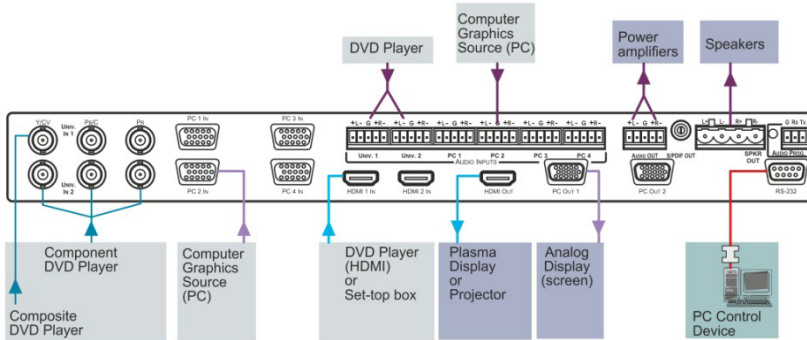 DVD Player
Computer
Graphics
Source (PC)
Power
amplifiers
Speakers
Y/CV
PB/C
PR
UNIV.
IN 1
UNIV.
IN 2
PC 1 IN
PC 3 IN
PC 2 IN
PC 4 IN
+L- G +R- +L- G +R- +L- G +R- +L- G +R- +L- G +R- +L- G +R-
UNIV. 1 UNIV. 2 PC 1 PC 2 PC 3 PC 4
AUDIO INPUTS
HDMI 1 IN
HDMI 2 IN
HDMI OUT
PC OUT 1
PC OUT 2
+L- G +R-
AUDIO OUT
S/PDIF OUT
L+ L- R+ R-
SPKR
OUT
G Rx Tx
AUDIO PROG.
RS-232
Component
DVD Player
Composite
DVD Player
Computer
Graphics
Source
(PC)
DVD Player
(HDMI)
or
Set-top box
Plasma
Display
or
Projector
Analog
Display
(screen)
PC Control
Device